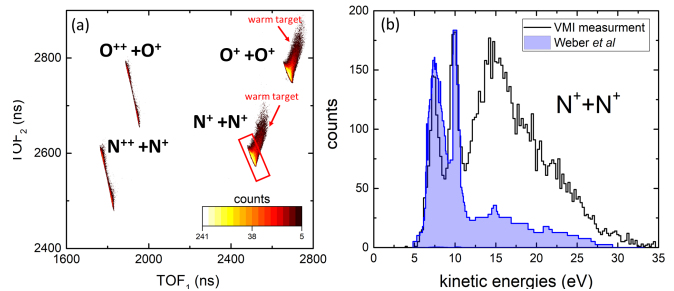 (a)
warm target
O++ +O+
O+ +O+
warm target
N+ +N+
N++ +N+
counts
241 38 5
2800
2600
2400
TOF2 (ns)
1600 2000 2400 2800
TOF1 (ns)
(b)
VMI measurment
Weber et al
N++N+
200
150
100
50
0
counts
0 5 10 15 20 25 30 35
kinetic energies (eV)